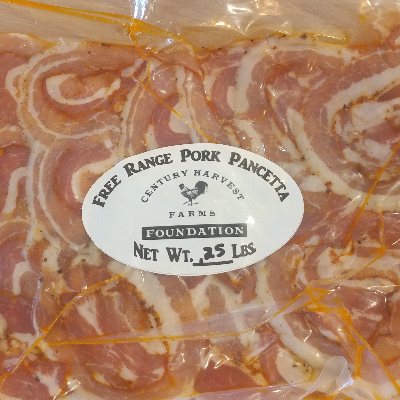 FREE RANGE PORK PANCETTA
CENTURY HARVEST
FARMS
FOUNDATION
NET WT. .25 LBS.